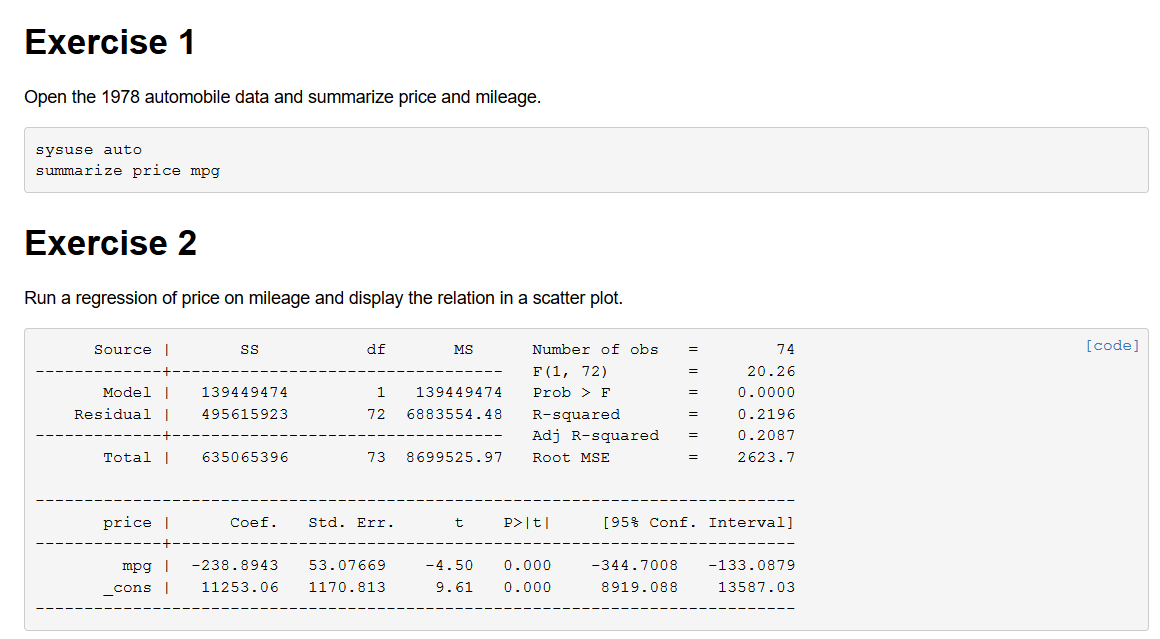 Exercise 1
Open the 1978 automobile data and summarize price and mileage.
sysuse auto
summarize price mpg
Exercise 2
Run a regression of price on mileage and display the relation in a scatter plot.
[code]
      Source |       SS           df       MS      Number of obs   =        74
-------------+----------------------------------   F(1, 72)        =     20.26
       Model |   139449474         1   139449474   Prob > F        =    0.0000
    Residual |   495615923        72  6883554.48   R-squared       =    0.2196
-------------+----------------------------------   Adj R-squared   =    0.2087
       Total |   635065396        73  8699525.97   Root MSE        =    2623.7
------------------------------------------------------------------------------
       price |      Coef.   Std. Err.      t    P>|t|     [95% Conf. Interval]
-------------+----------------------------------------------------------------
         mpg |  -238.8943   53.07669    -4.50   0.000    -344.7008   -133.0879
       _cons |   11253.06   1170.813     9.61   0.000     8919.088    13587.03
------------------------------------------------------------------------------